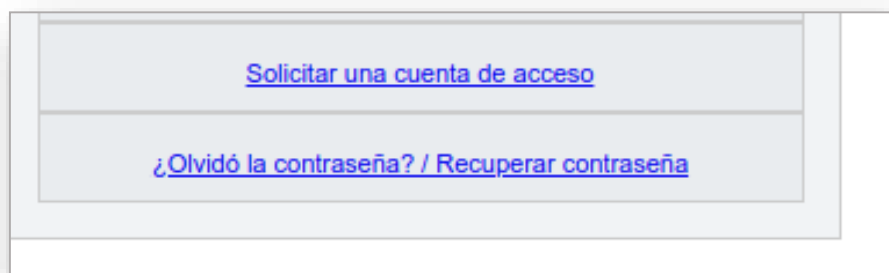 Solicitar una cuenta de acceso
¿Olvidó la contraseña? / Recuperar contraseña